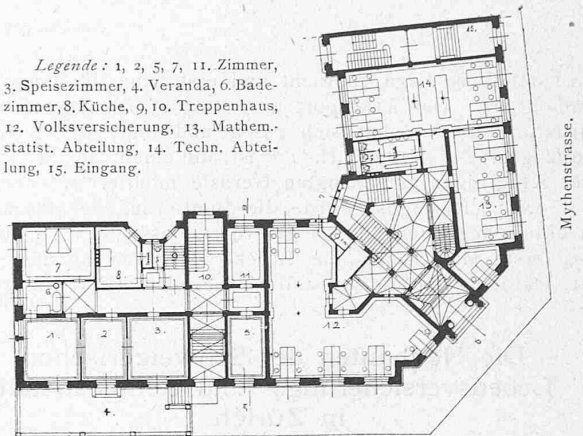 Legende: 1, 2, 5, 7, 11. Zimmer,
3. Speisezimmer, 4. Veranda, 6. Bade-
zimmer, 8. Küche, 9, 10. Treppenhaus,
12. Volksversicherung, 13. Mathem.-
statist. Abteilung, 14. Techn. Abtei-
lung, 15. Eingang.
15.
14.
Mythenstrasse.
13.
7
8
9
10.
11.
6.
12
1.
2
3.
5.
4.